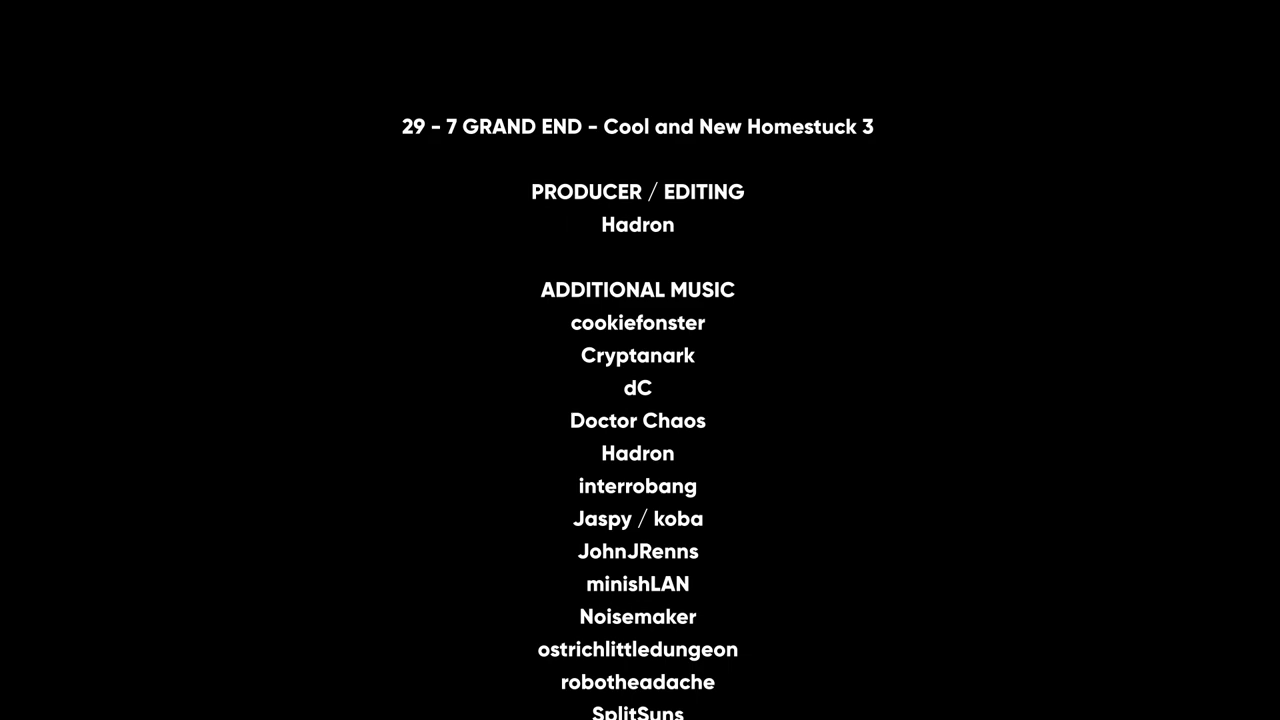 29 - 7 GRAND END - Cool and New Homestuck 3
PRODUCER / EDITING
Hadron
ADDITIONAL MUSIC
cookiefonster
Cryptanark
dC
Doctor Chaos
Hadron
interrobang
Jaspy / koba
JohnJRenns
minishLAN
Noisemaker
ostrichlittledungeon
robotheadache
SplitSuns